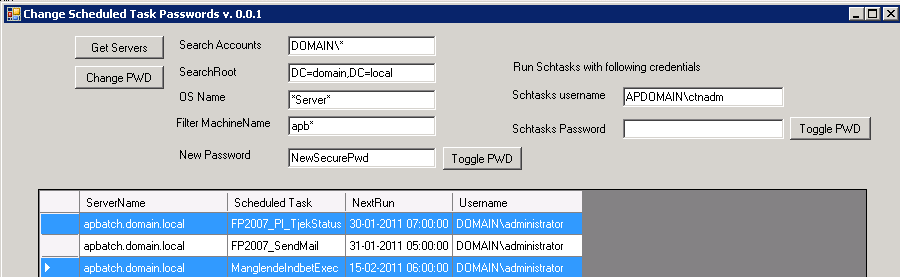 Change Scheduled Task Passwords v. 0.0.1
Get Servers
Search Accounts
DOMAIN\*
Change PWD
SearchRoot
DC=domain,DC=local
Run Schtasks with following credentials
OS Name
*Server*
Schtasks username
APDOMAIN\ctnadm
Filter MachineName
apb*
Schtasks Password
Toggle PWD
New Password
NewSecurePwd
Toggle PWD
ServerName Scheduled Task NextRun Username
apbatch.domain.local FP2007_PI_TjekStatus 30-01-2011 07:00:00 DOMAIN\administrator
apbatch.domain.local FP2007_SendMail 31-01-2011 05:00:00 DOMAIN\administrator
apbatch.domain.local ManglendeIndbetExec 15-02-2011 06:00:00 DOMAIN\administrator